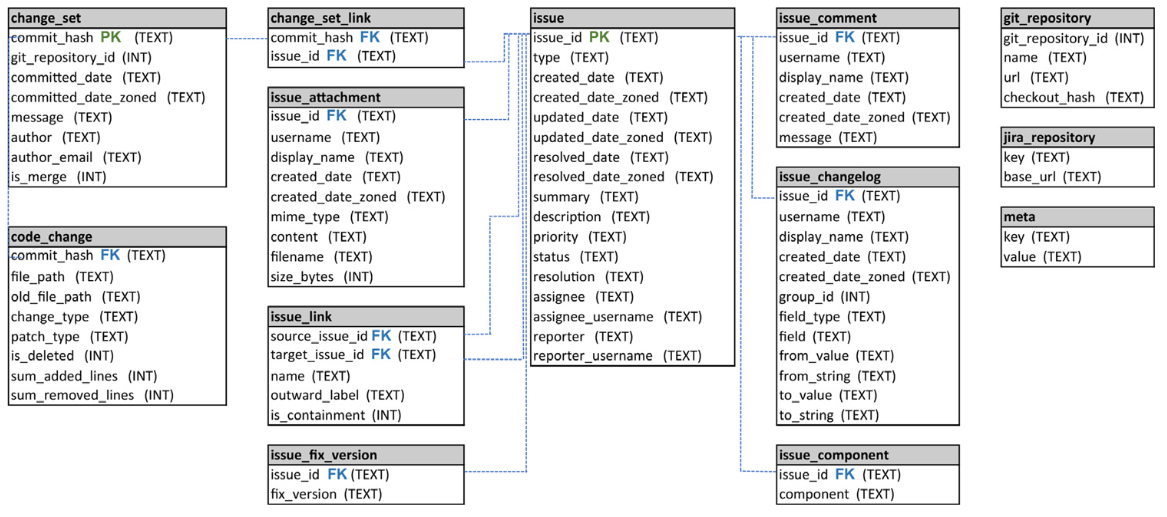 change_set
commit_hash PK (TEXT)
git_repository_id (INT)
committed_date (TEXT)
committed_date_zoned (TEXT)
message (TEXT)
author (TEXT)
author_email (TEXT)
is_merge (INT)
code_change
commit_hash FK (TEXT)
file_path (TEXT)
old_file_path (TEXT)
change_type (TEXT)
patch_type (TEXT)
is_deleted (INT)
sum_added_lines (INT)
sum_removed_lines (INT)
change_set_link
commit_hash FK (TEXT)
issue_id FK (TEXT)
issue_attachment
issue_id FK (TEXT)
username (TEXT)
display_name (TEXT)
created_date (TEXT)
created_date_zoned (TEXT)
mime_type (TEXT)
content (TEXT)
filename (TEXT)
size_bytes (INT)
issue_link
source_issue_id FK (TEXT)
target_issue_id FK (TEXT)
name (TEXT)
outward_label (TEXT)
is_containment (INT)
issue_fix_version
issue_id FK (TEXT)
fix_version (TEXT)
issue
issue_id PK (TEXT)
type (TEXT)
created_date (TEXT)
created_date_zoned (TEXT)
updated_date (TEXT)
updated_date_zoned (TEXT)
resolved_date (TEXT)
resolved_date_zoned (TEXT)
summary (TEXT)
description (TEXT)
priority (TEXT)
status (TEXT)
resolution (TEXT)
assignee (TEXT)
assignee_username (TEXT)
reporter (TEXT)
reporter_username (TEXT)
issue_comment
issue_id FK (TEXT)
username (TEXT)
display_name (TEXT)
created_date (TEXT)
created_date_zoned (TEXT)
message (TEXT)
issue_changelog
issue_id FK (TEXT)
username (TEXT)
display_name (TEXT)
created_date (TEXT)
created_date_zoned (TEXT)
group_id (INT)
field_type (TEXT)
field (TEXT)
from_value (TEXT)
from_string (TEXT)
to_value (TEXT)
to_string (TEXT)
issue_component
issue_id FK (TEXT)
component (TEXT)
git_repository
git_repository_id (INT)
name (TEXT)
url (TEXT)
checkout_hash (TEXT)
jira_repository
key (TEXT)
base_url (TEXT)
meta
key (TEXT)
value (TEXT)